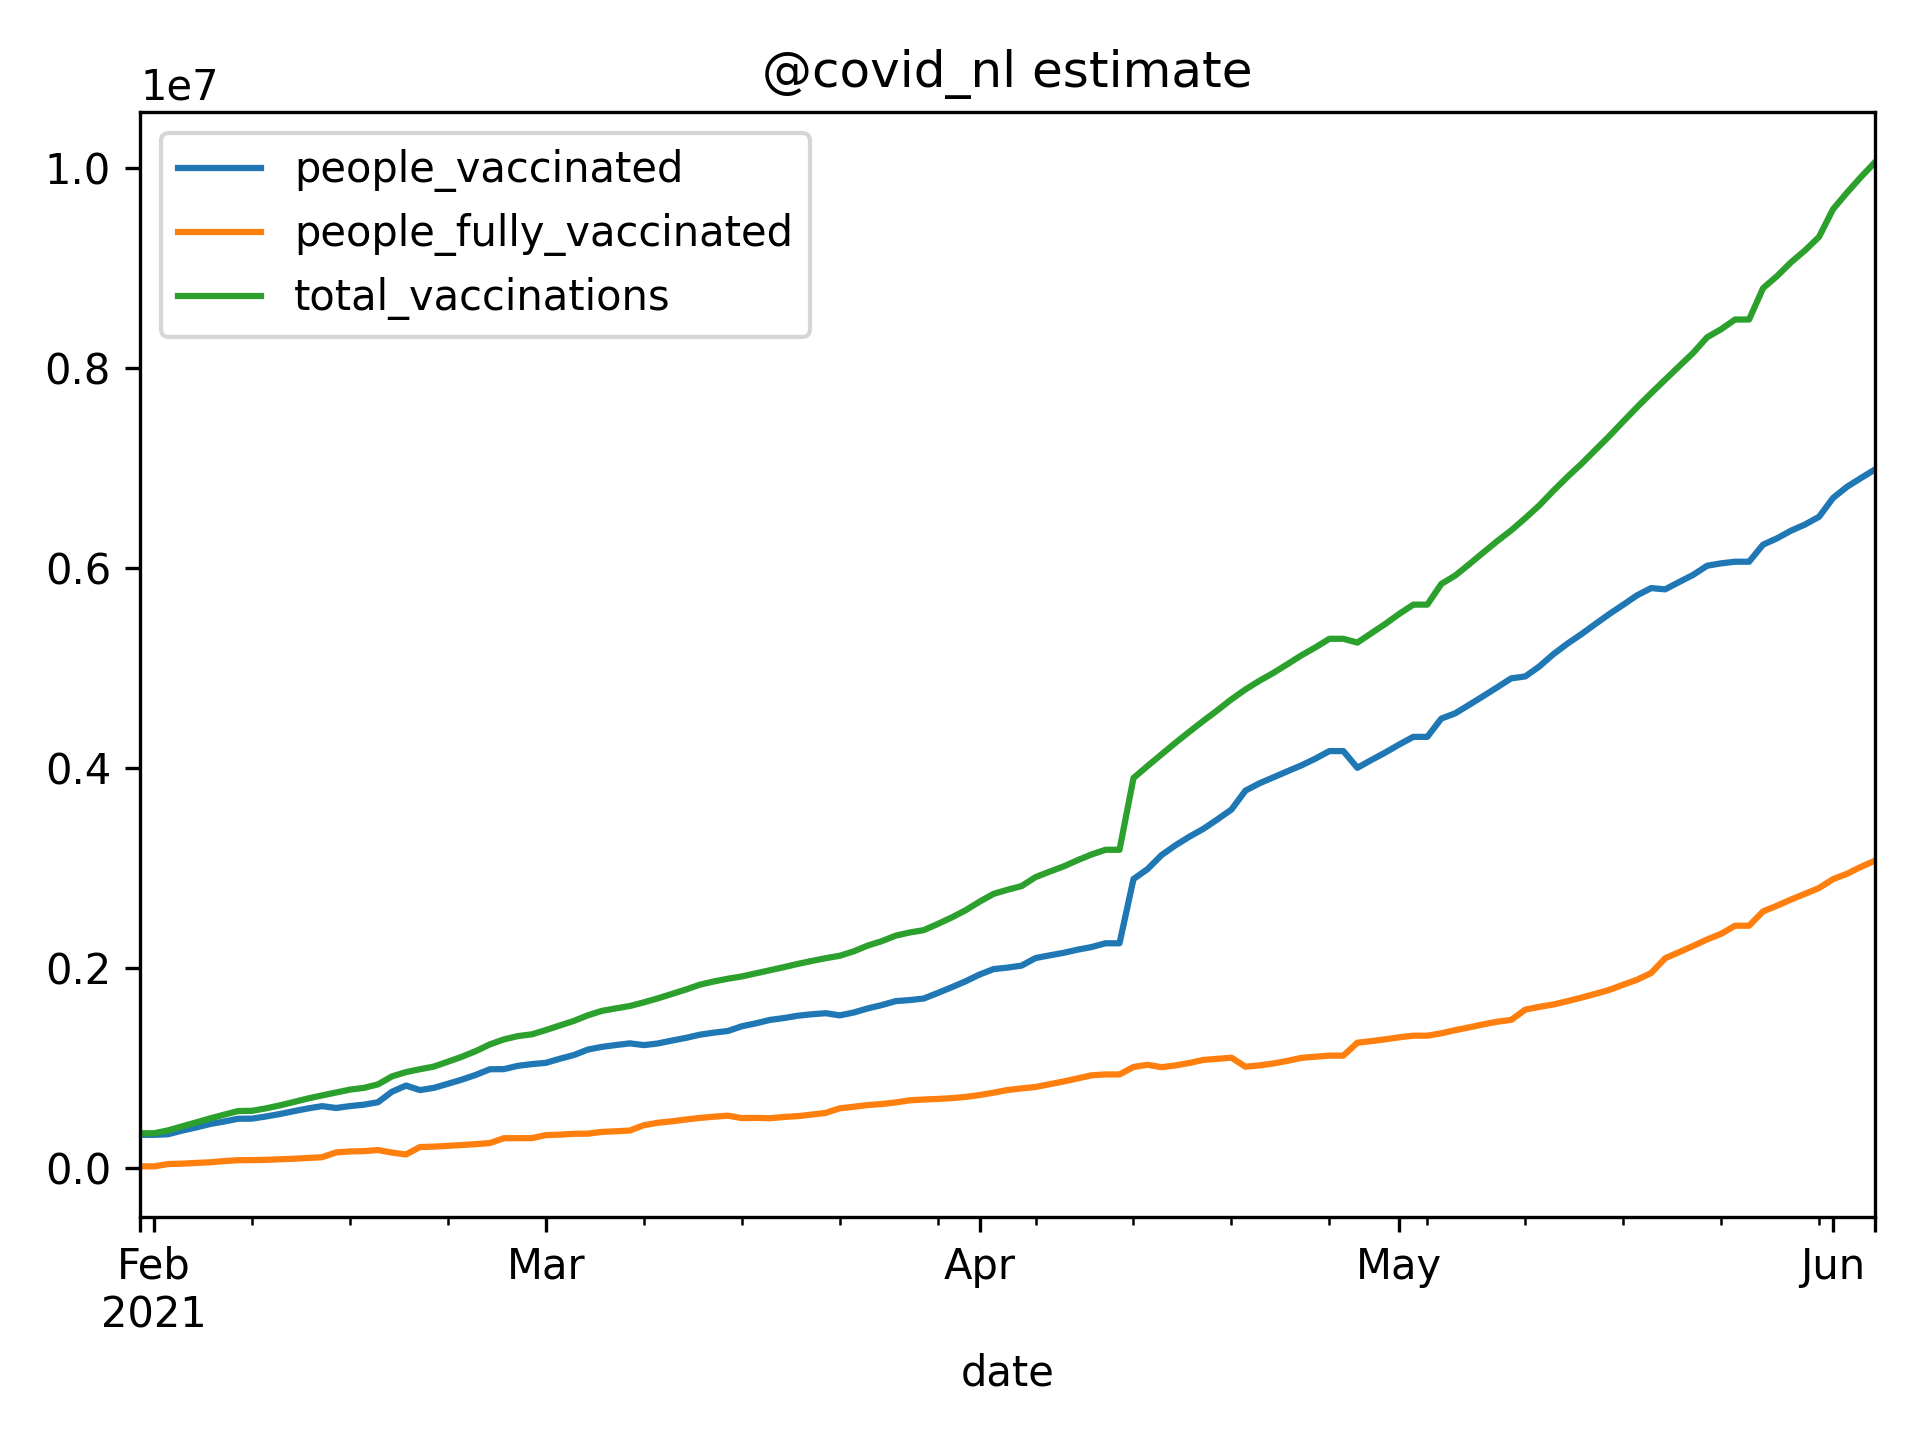 @covid_nl estimate
1e7
people_vaccinated
people_fully_vaccinated
total_vaccinations
1.0
0.8
0.6
0.4
0.2
0.0
Feb Mar Apr May Jun
2021
date